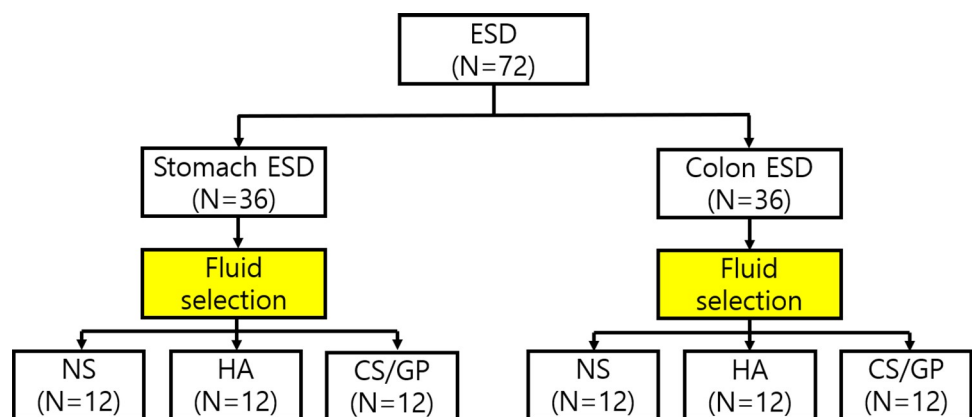 ESD
(N=72)
Stomach ESD
(N=36)
Colon ESD
(N=36)
Fluid
selection
Fluid
selection
NS
(N=12)
HA
(N=12)
CS/GP
(N=12)
NS
(N=12)
HA
(N=12)
CS/GP
(N=12)